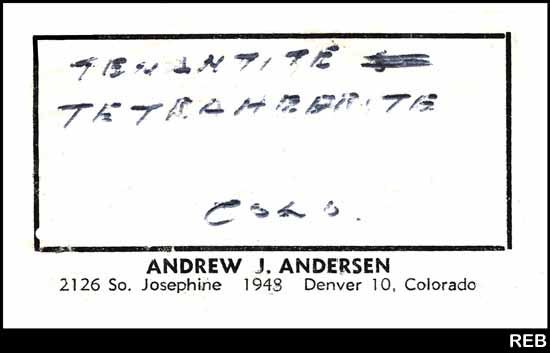 TENANTITE
TETRAHEDRITE
COLO.
ANDREW J. ANDERSEN
2126 So. Josephine 1948 Denver 10, Colorado
REB